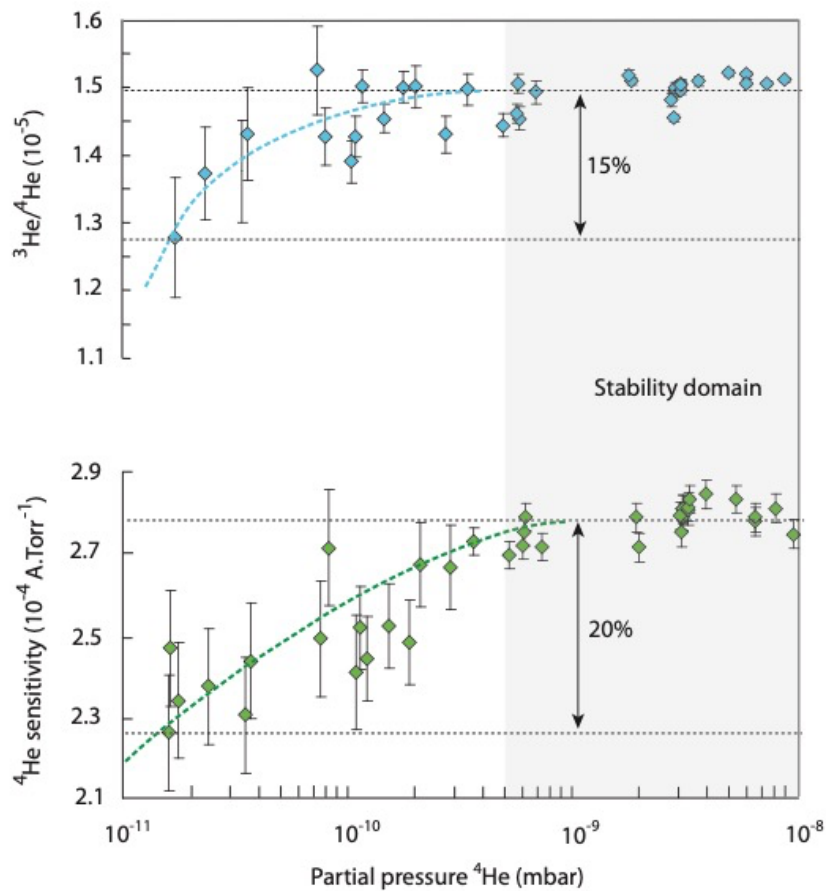 1.6
1.5
1.4
1.3
1.2
1.1
³He/⁴He (10⁻⁵)
15%
Stability domain
2.9
2.7
2.5
2.3
2.1
⁴He sensitivity (10⁻⁴ A.Torr⁻¹)
20%
10⁻¹¹ 10⁻¹⁰ 10⁻⁹ 10⁻⁸
Partial pressure ⁴He (mbar)